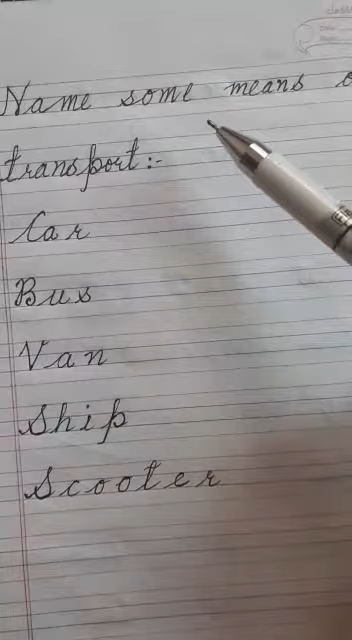 Name some means o
transport:-
Car
Bus
Van
Ship
Scooter